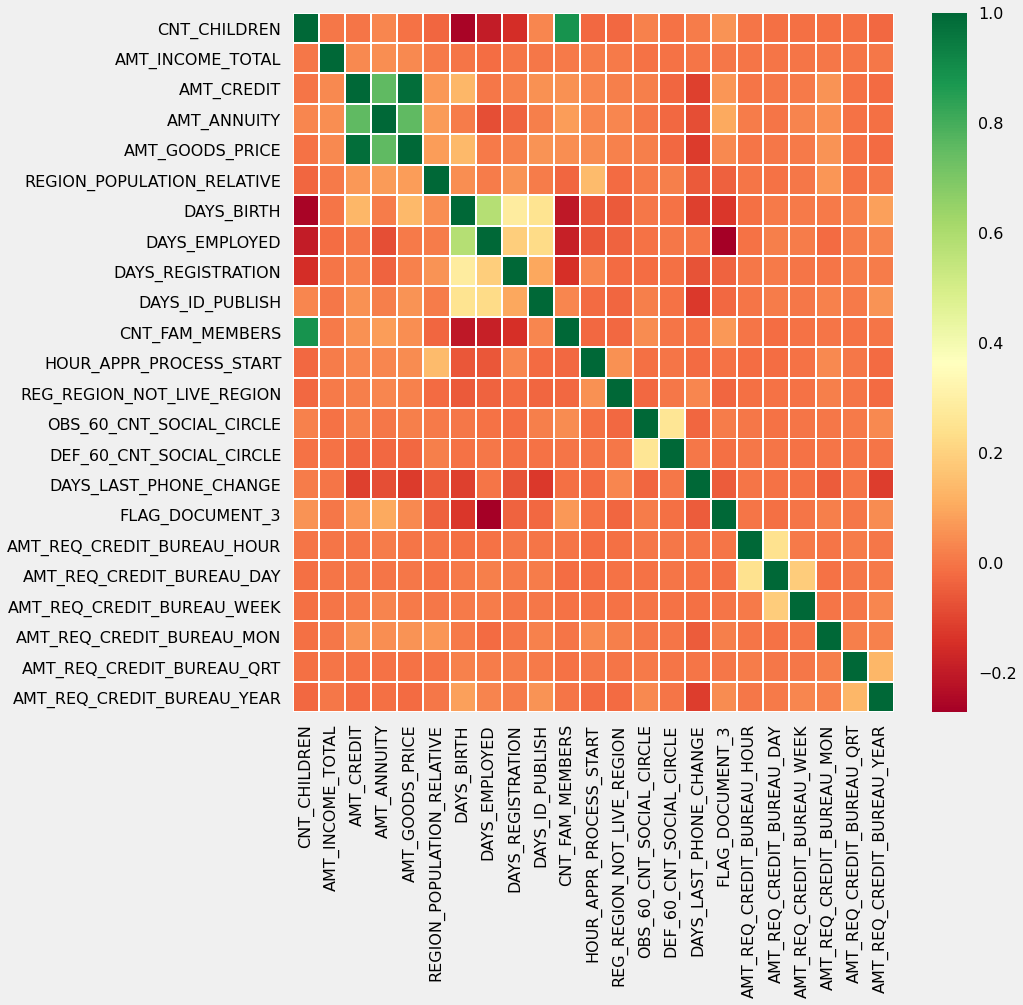 CNT_CHILDREN
AMT_INCOME_TOTAL
AMT_CREDIT
AMT_ANNUITY
AMT_GOODS_PRICE
REGION_POPULATION_RELATIVE
DAYS_BIRTH
DAYS_EMPLOYED
DAYS_REGISTRATION
DAYS_ID_PUBLISH
CNT_FAM_MEMBERS
HOUR_APPR_PROCESS_START
REG_REGION_NOT_LIVE_REGION
OBS_60_CNT_SOCIAL_CIRCLE
DEF_60_CNT_SOCIAL_CIRCLE
DAYS_LAST_PHONE_CHANGE
FLAG_DOCUMENT_3
AMT_REQ_CREDIT_BUREAU_HOUR
AMT_REQ_CREDIT_BUREAU_DAY
AMT_REQ_CREDIT_BUREAU_WEEK
AMT_REQ_CREDIT_BUREAU_MON
AMT_REQ_CREDIT_BUREAU_QRT
AMT_REQ_CREDIT_BUREAU_YEAR
CNT_CHILDREN
AMT_INCOME_TOTAL
AMT_CREDIT
AMT_ANNUITY
AMT_GOODS_PRICE
REGION_POPULATION_RELATIVE
DAYS_BIRTH
DAYS_EMPLOYED
DAYS_REGISTRATION
DAYS_ID_PUBLISH
CNT_FAM_MEMBERS
HOUR_APPR_PROCESS_START
REG_REGION_NOT_LIVE_REGION
OBS_60_CNT_SOCIAL_CIRCLE
DEF_60_CNT_SOCIAL_CIRCLE
DAYS_LAST_PHONE_CHANGE
FLAG_DOCUMENT_3
AMT_REQ_CREDIT_BUREAU_HOUR
AMT_REQ_CREDIT_BUREAU_DAY
AMT_REQ_CREDIT_BUREAU_WEEK
AMT_REQ_CREDIT_BUREAU_MON
AMT_REQ_CREDIT_BUREAU_QRT
AMT_REQ_CREDIT_BUREAU_YEAR
1.0
0.8
0.6
0.4
0.2
0.0
−0.2